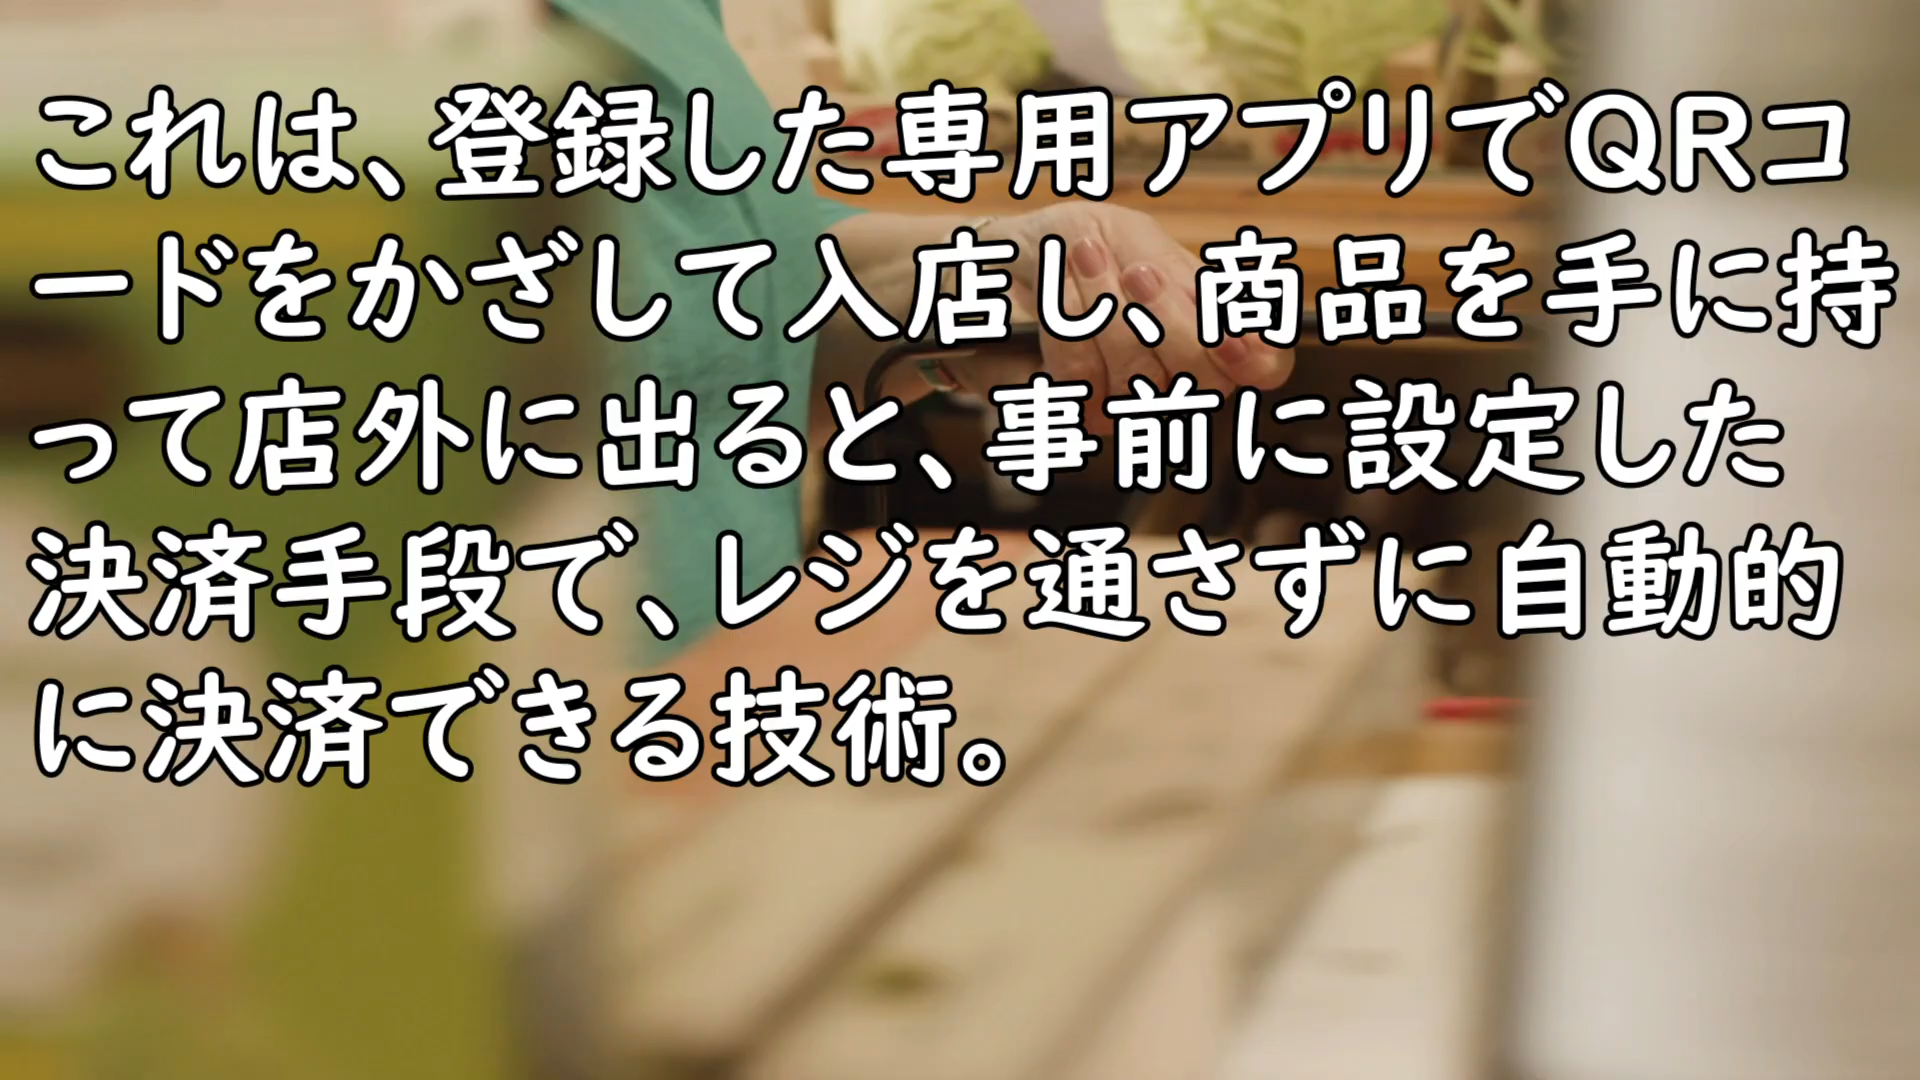 これは、登録した専用アプリでQRコ
ードをかざして入店し、商品を手に持
って店外に出ると、事前に設定した
決済手段で、レジを通さずに自動的
に決済できる技術。